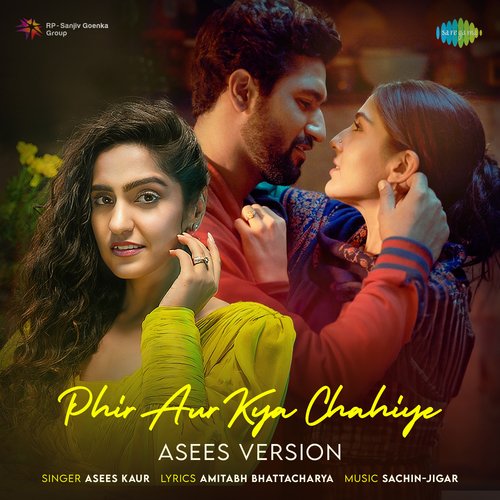 RP - Sanjiv Goenka
Group
saregama
Phir Aur Kya Chahiye
ASEES VERSION
SINGER ASEES KAUR LYRICS AMITABH BHATTACHARYA MUSIC SACHIN-JIGAR